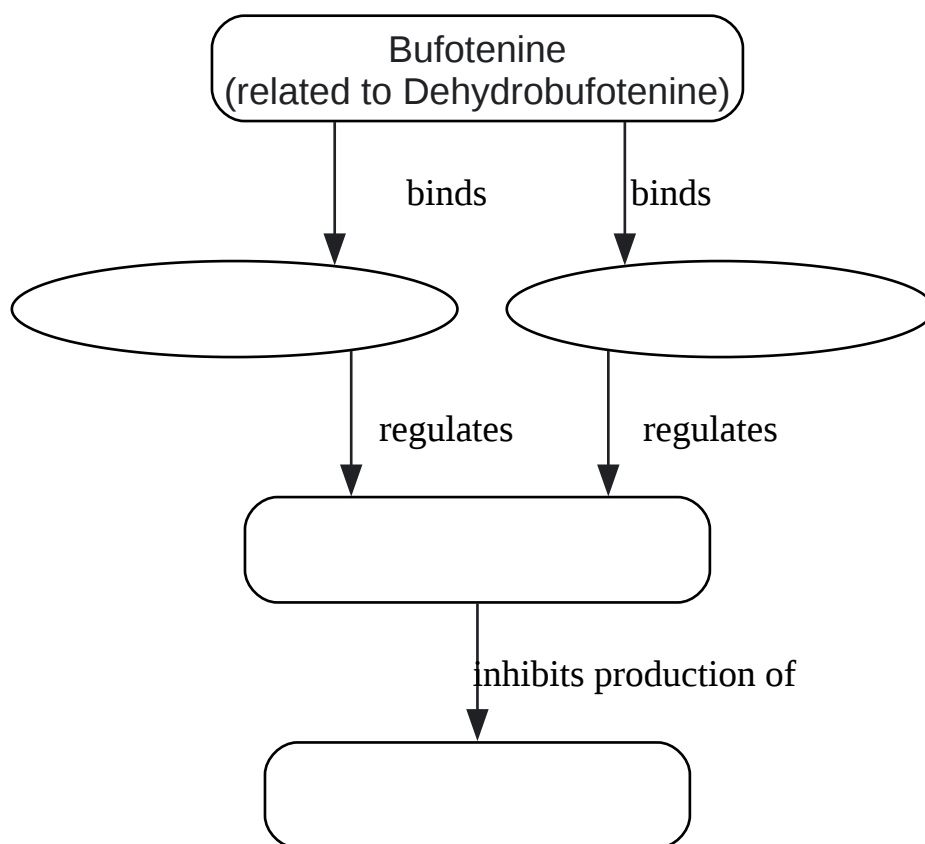 Bufotenine
(related to Dehydrobufotenine)
binds
binds
regulates
regulates
inhibits production of